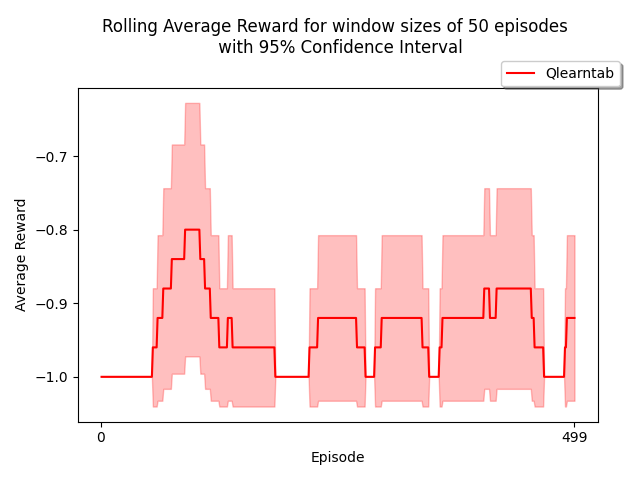 Rolling Average Reward for window sizes of 50 episodes
with 95% Confidence Interval
Qlearntab
−0.7
−0.8
−0.9
−1.0
Average Reward
0
499
Episode